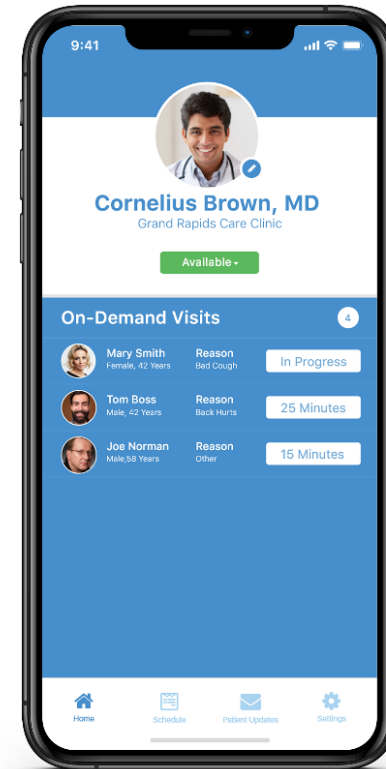 9:41
Cornelius Brown, MD
Grand Rapids Care Clinic
Available
On-Demand Visits 4
Mary Smith Reason In Progress
Female, 42 Years Bad Cough
Tom Boss Reason 25 Minutes
Male, 42 Years Back Hurts
Joe Norman Reason 15 Minutes
Male,58 Years Other
Home Schedule Patient Updates Settings